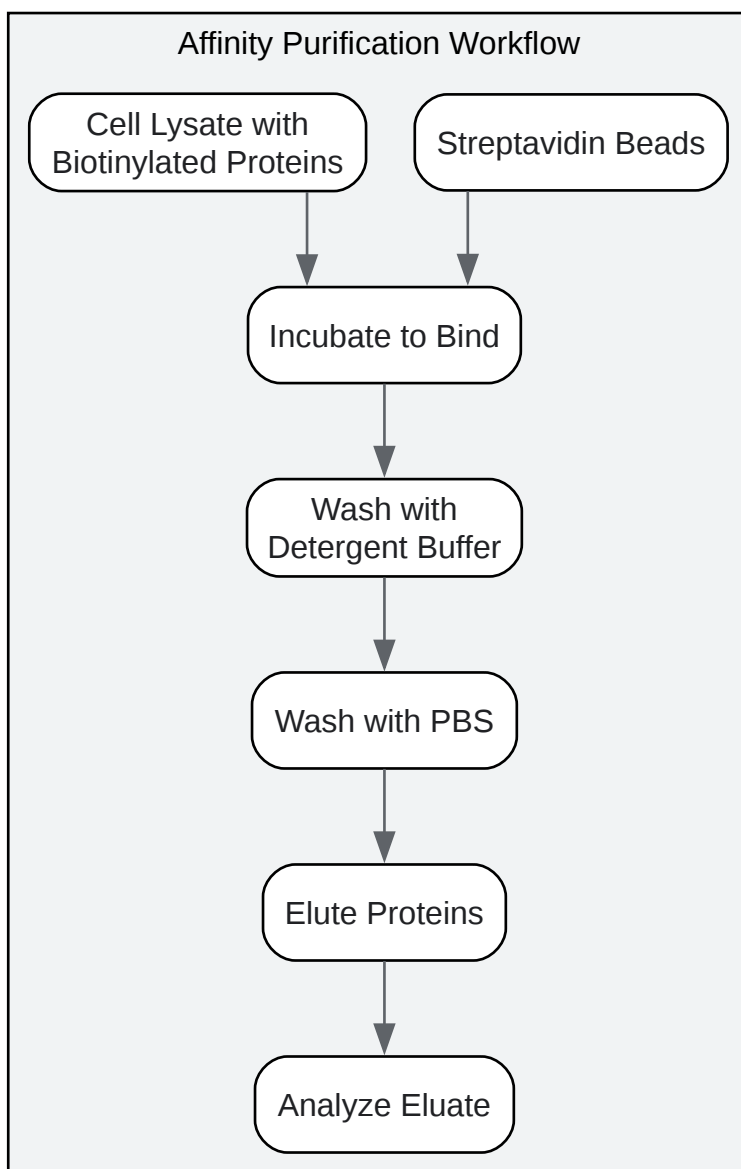 Affinity Purification Workflow
Cell Lysate with
Biotinylated Proteins
Streptavidin Beads
Incubate to Bind
Wash with
Detergent Buffer
Wash with PBS
Elute Proteins
Analyze Eluate